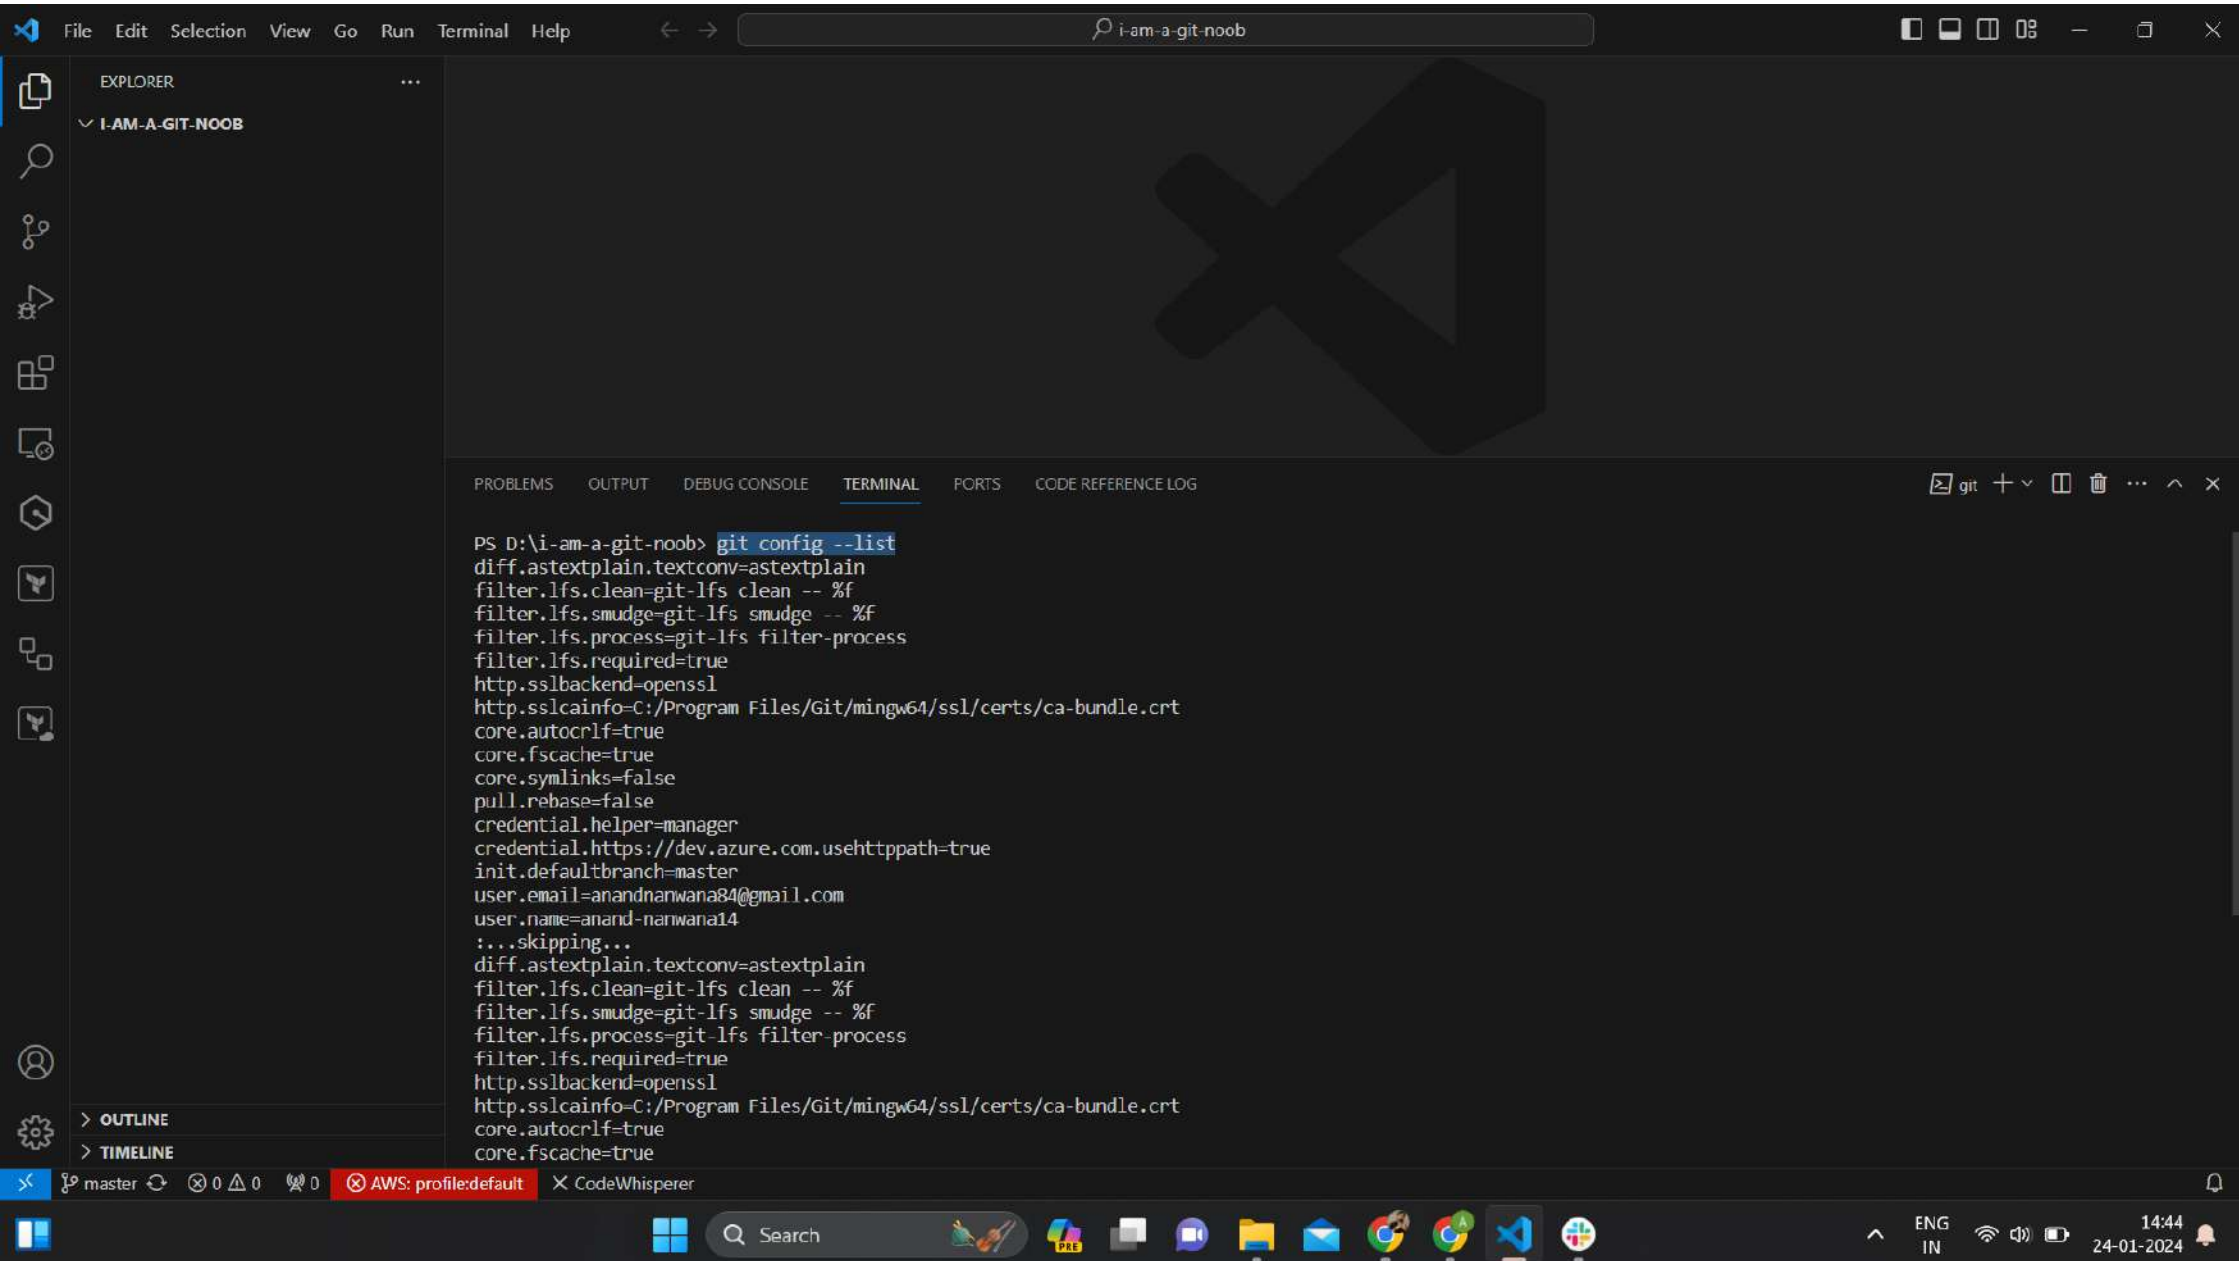 File Edit Selection View Go Run Terminal Help
i-am-a-git-noob
EXPLORER
I-AM-A-GIT-NOOB
PROBLEMS OUTPUT DEBUG CONSOLE TERMINAL PORTS CODE REFERENCE LOG
git
PS D:\i-am-a-git-noob> git config --list
diff.astextplain.textconv=astextplain
filter.lfs.clean=git-lfs clean -- %f
filter.lfs.smudge=git-lfs smudge -- %f
filter.lfs.process=git-lfs filter-process
filter.lfs.required=true
http.sslbackend=openssl
http.sslcainfo=C:/Program Files/Git/mingw64/ssl/certs/ca-bundle.crt
core.autocrlf=true
core.fscache=true
core.symlinks=false
pull.rebase=false
credential.helper=manager
credential.https://dev.azure.com.usehttppath=true
init.defaultbranch=master
user.email=anandnanwana84@gmail.com
user.name=anand-nanwana14
:...skipping...
diff.astextplain.textconv=astextplain
filter.lfs.clean=git-lfs clean -- %f
filter.lfs.smudge=git-lfs smudge -- %f
filter.lfs.process=git-lfs filter-process
filter.lfs.required=true
http.sslbackend=openssl
http.sslcainfo=C:/Program Files/Git/mingw64/ssl/certs/ca-bundle.crt
core.autocrlf=true
core.fscache=true
OUTLINE
TIMELINE
master 0 0 0 AWS: profile:default CodeWhisperer
Search
PRE
A
ENG
IN
14:44
24-01-2024